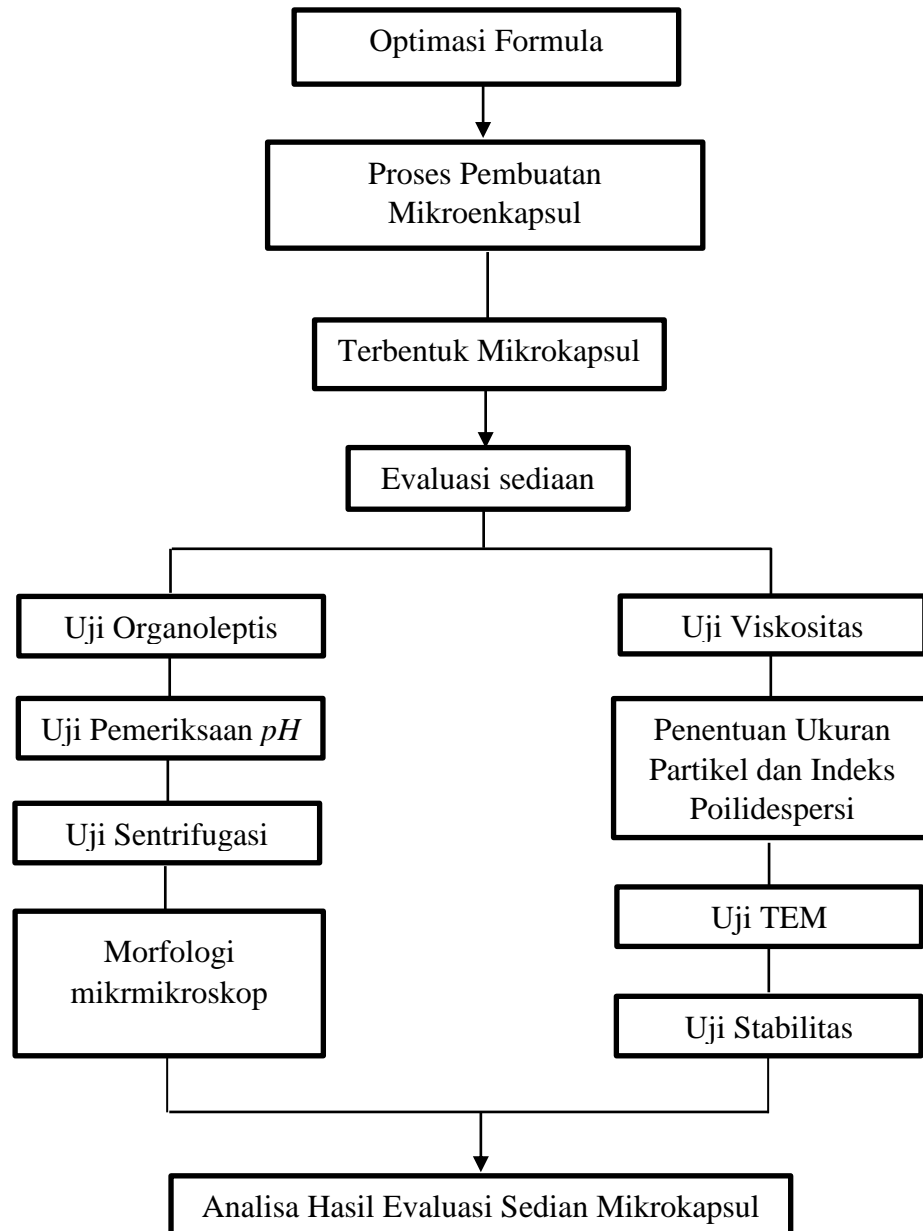 Optimasi Formula
Proses Pembuatan
Mikroenkapsul
Terbentuk Mikrokapsul
Evaluasi sediaan
Uji Organoleptis
Uji Pemeriksaan pH
Uji Sentrifugasi
Morfologi
mikrmikroskop
Uji Viskositas
Penentuan Ukuran
Partikel dan Indeks
Poilidespersi
Uji TEM
Uji Stabilitas
Analisa Hasil Evaluasi Sedian Mikrokapsul